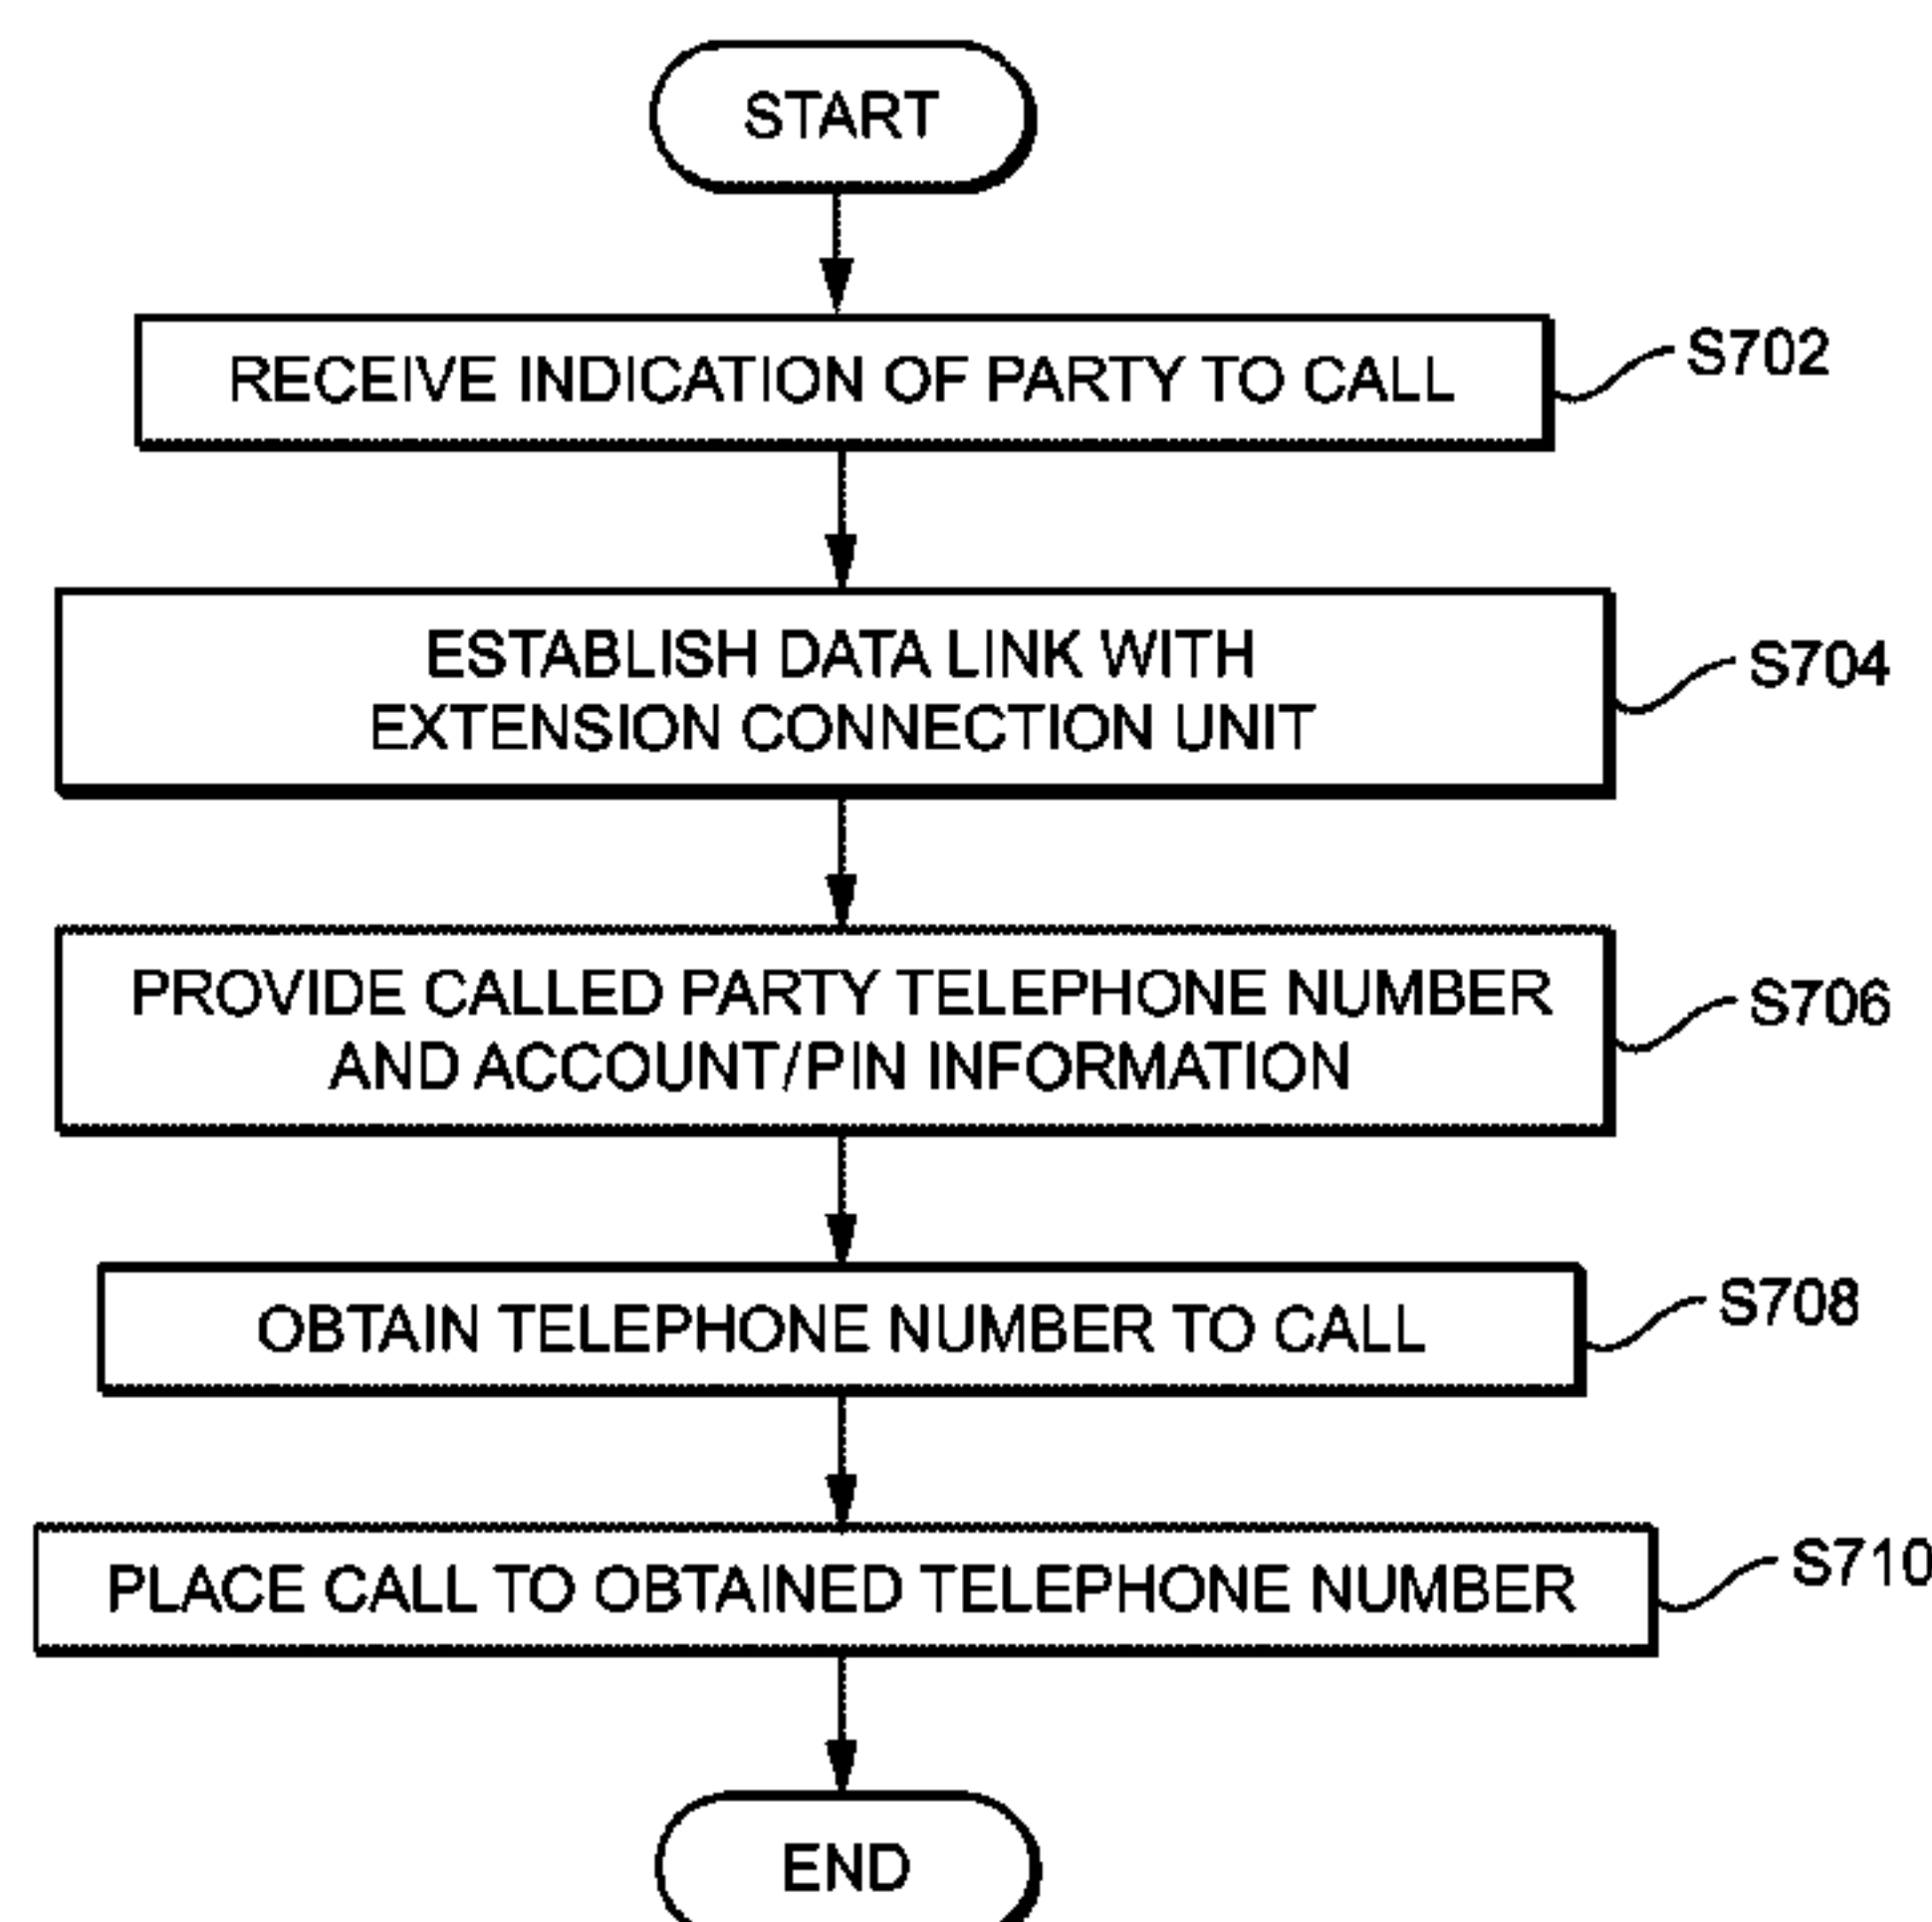 START
RECEIVE INDICATION OF PARTY TO CALL
S702
ESTABLISH DATA LINK WITH
EXTENSION CONNECTION UNIT
S704
PROVIDE CALLED PARTY TELEPHONE NUMBER
AND ACCOUNT/PIN INFORMATION
S706
OBTAIN TELEPHONE NUMBER TO CALL
S708
PLACE CALL TO OBTAINED TELEPHONE NUMBER
S710
END